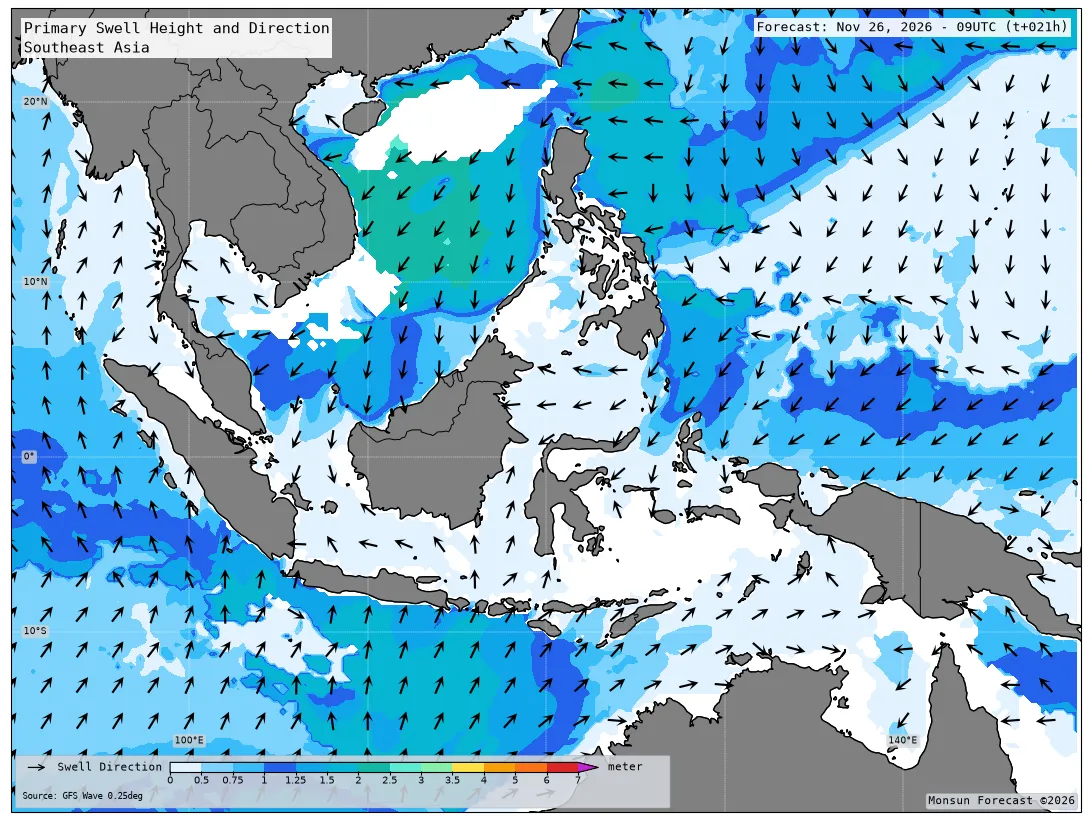 Primary Swell Height and Direction
Southeast Asia
Forecast: Nov 26, 2026 - 09UTC (t+021h)
20°N
10°N
0°
10°S
100°E
140°E
Swell Direction
0 0.5 0.75 1 1.25 1.5 2 2.5 3 3.5 4 5 6 7
meter
Source: GFS Wave 0.25deg
Monsun Forecast ©2026